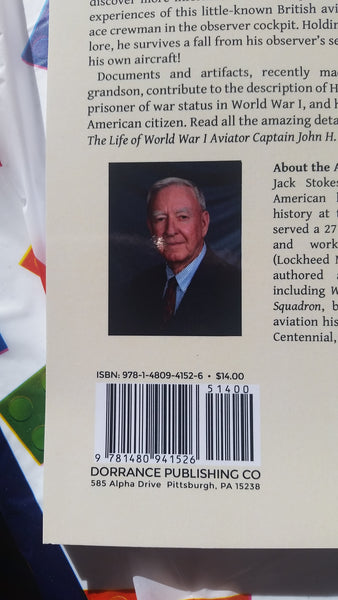 discover more
experiences of this little-known British avi
ace crewman in the observer cockpit. Holdin
lore, he survives a fall from his observer's se
his own aircraft!
Documents and artifacts, recently ma
grandson, contribute to the description of H
prisoner of war status in World War I, and h
American citizen. Read all the amazing deta
The Life of World War I Aviator Captain John H.
About the A
Jack Stokes
American h
history at t
served a 27
and work
(Lockheed M
authored a
including W
Squadron, b
aviation his
Centennial,
ISBN: 978-1-4809-4152-6 • $14.00
51400
9 781480 941526
DORRANCE PUBLISHING CO
585 Alpha Drive Pittsburgh, PA 15238